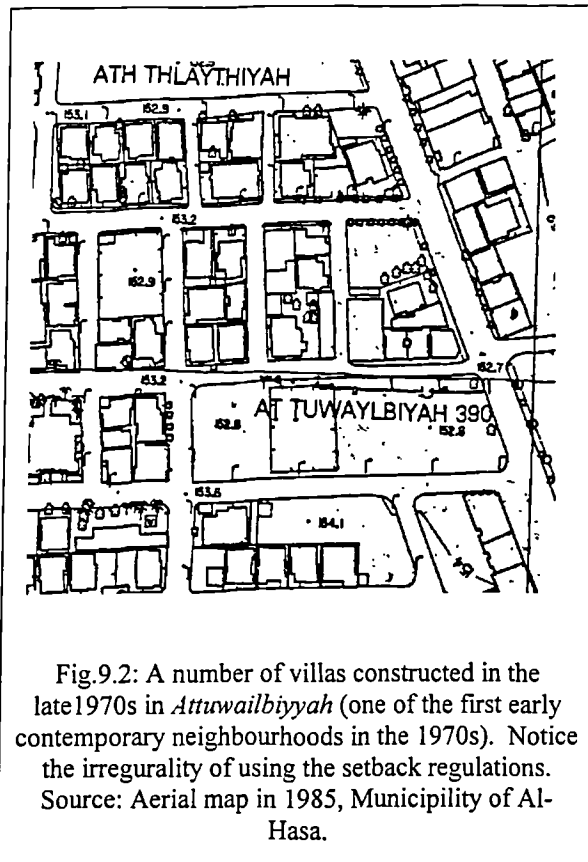 ATH THLAYTHIYAH
153.1 152.9
153.2
152.9
153.2
152.7
AT TUWAYLBIYAH 390
152.8 152.8
153.6
154.1
Fig.9.2: A number of villas constructed in the
late1970s in Attuwailbiyyah (one of the first early
contemporary neighbourhoods in the 1970s). Notice
the irregurality of using the setback regulations.
Source: Aerial map in 1985, Municipility of Al-
Hasa.